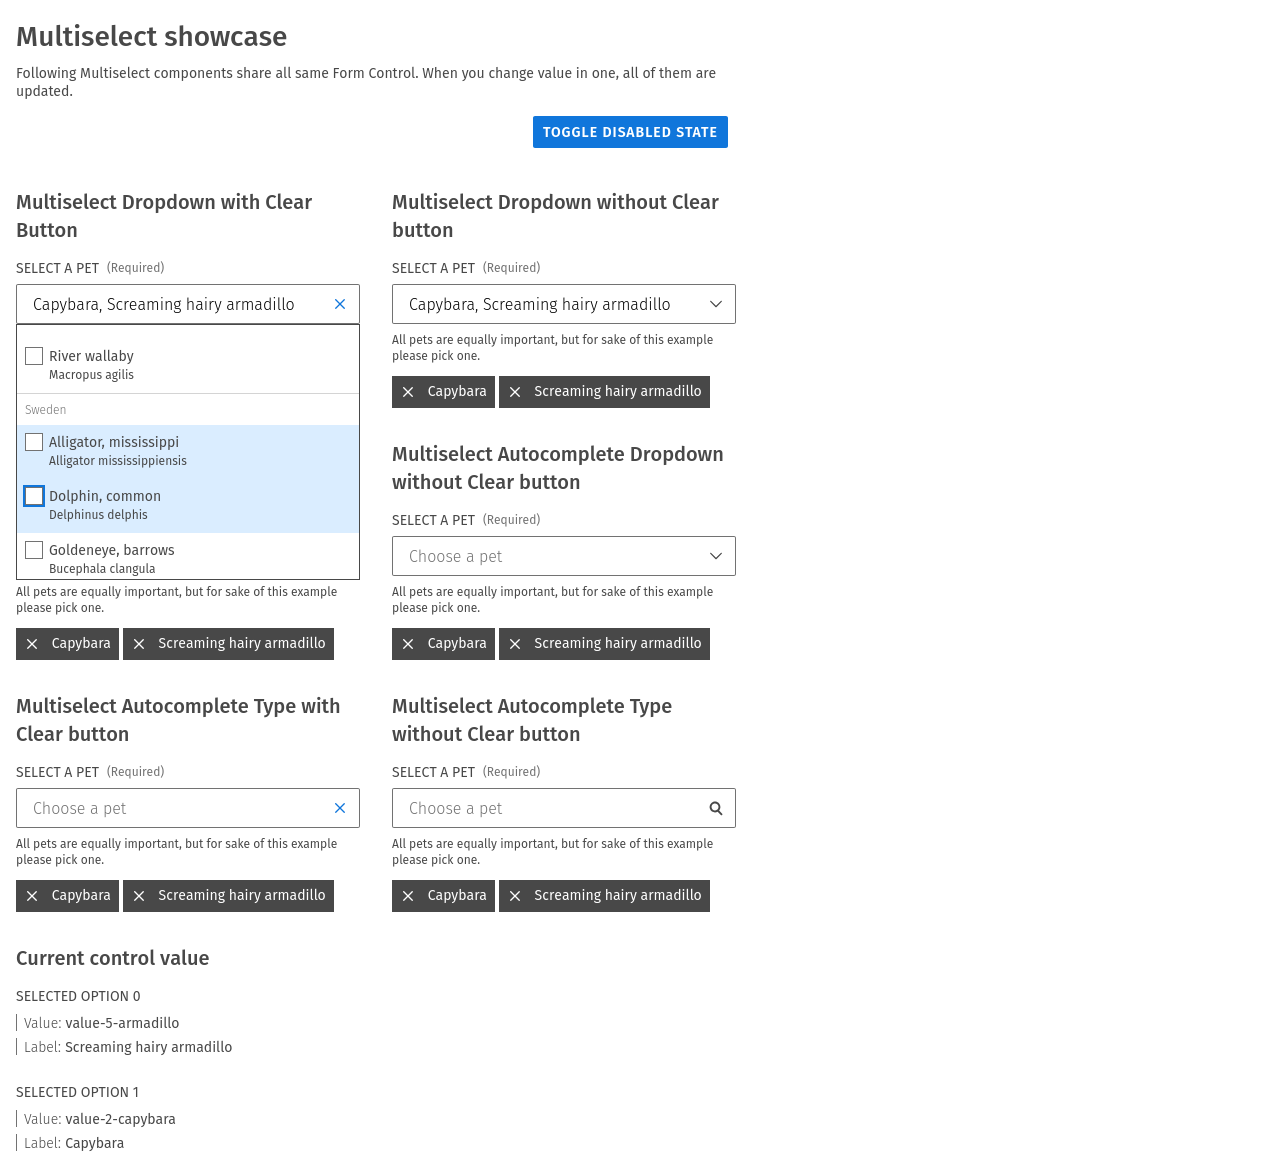 Multiselect showcase
Following Multiselect components share all same Form Control. When you change value in one, all of them are
updated.
TOGGLE DISABLED STATE
Multiselect Dropdown with Clear
Button
SELECT A PET (Required)
Capybara, Screaming hairy armadillo
River wallaby
Macropus agilis
Sweden
Alligator, mississippi
Alligator mississippiensis
Dolphin, common
Delphinus delphis
Goldeneye, barrows
Bucephala clangula
All pets are equally important, but for sake of this example
please pick one.
Capybara
Screaming hairy armadillo
Multiselect Dropdown without Clear
button
SELECT A PET (Required)
Capybara, Screaming hairy armadillo
All pets are equally important, but for sake of this example
please pick one.
Capybara
Screaming hairy armadillo
Multiselect Autocomplete Dropdown
without Clear button
SELECT A PET (Required)
Choose a pet
All pets are equally important, but for sake of this example
please pick one.
Capybara
Screaming hairy armadillo
Multiselect Autocomplete Type with
Clear button
SELECT A PET (Required)
Choose a pet
All pets are equally important, but for sake of this example
please pick one.
Capybara
Screaming hairy armadillo
Multiselect Autocomplete Type
without Clear button
SELECT A PET (Required)
Choose a pet
All pets are equally important, but for sake of this example
please pick one.
Capybara
Screaming hairy armadillo
Current control value
SELECTED OPTION 0
Value: value-5-armadillo
Label: Screaming hairy armadillo
SELECTED OPTION 1
Value: value-2-capybara
Label: Capybara